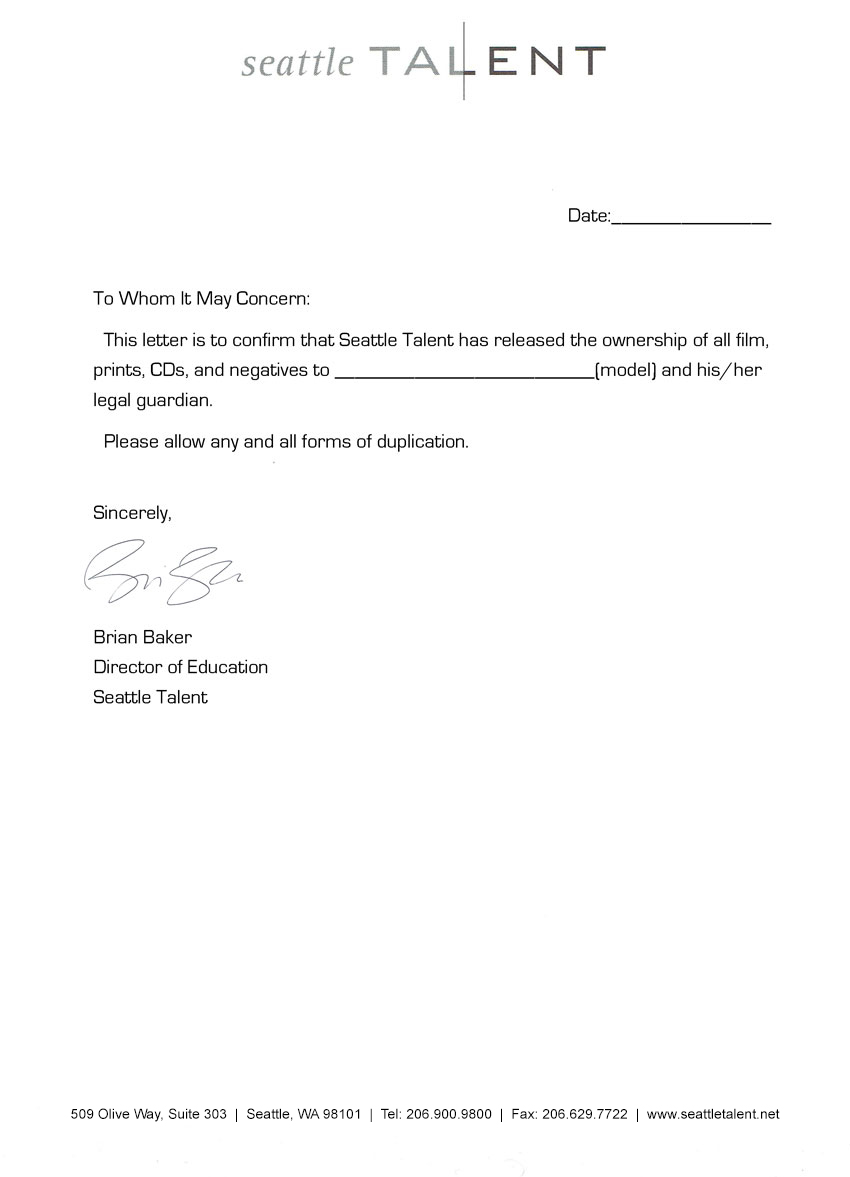 seattle TALENT
Date:________________
To Whom It May Concern:
This letter is to confirm that Seattle Talent has released the ownership of all film,
prints, CDs, and negatives to __________________________(model) and his/her
legal guardian.
Please allow any and all forms of duplication.
Sincerely,
Brian Baker
Director of Education
Seattle Talent
509 Olive Way, Suite 303 | Seattle, WA 98101 | Tel: 206.900.9800 | Fax: 206.629.7722 | www.seattletalent.net